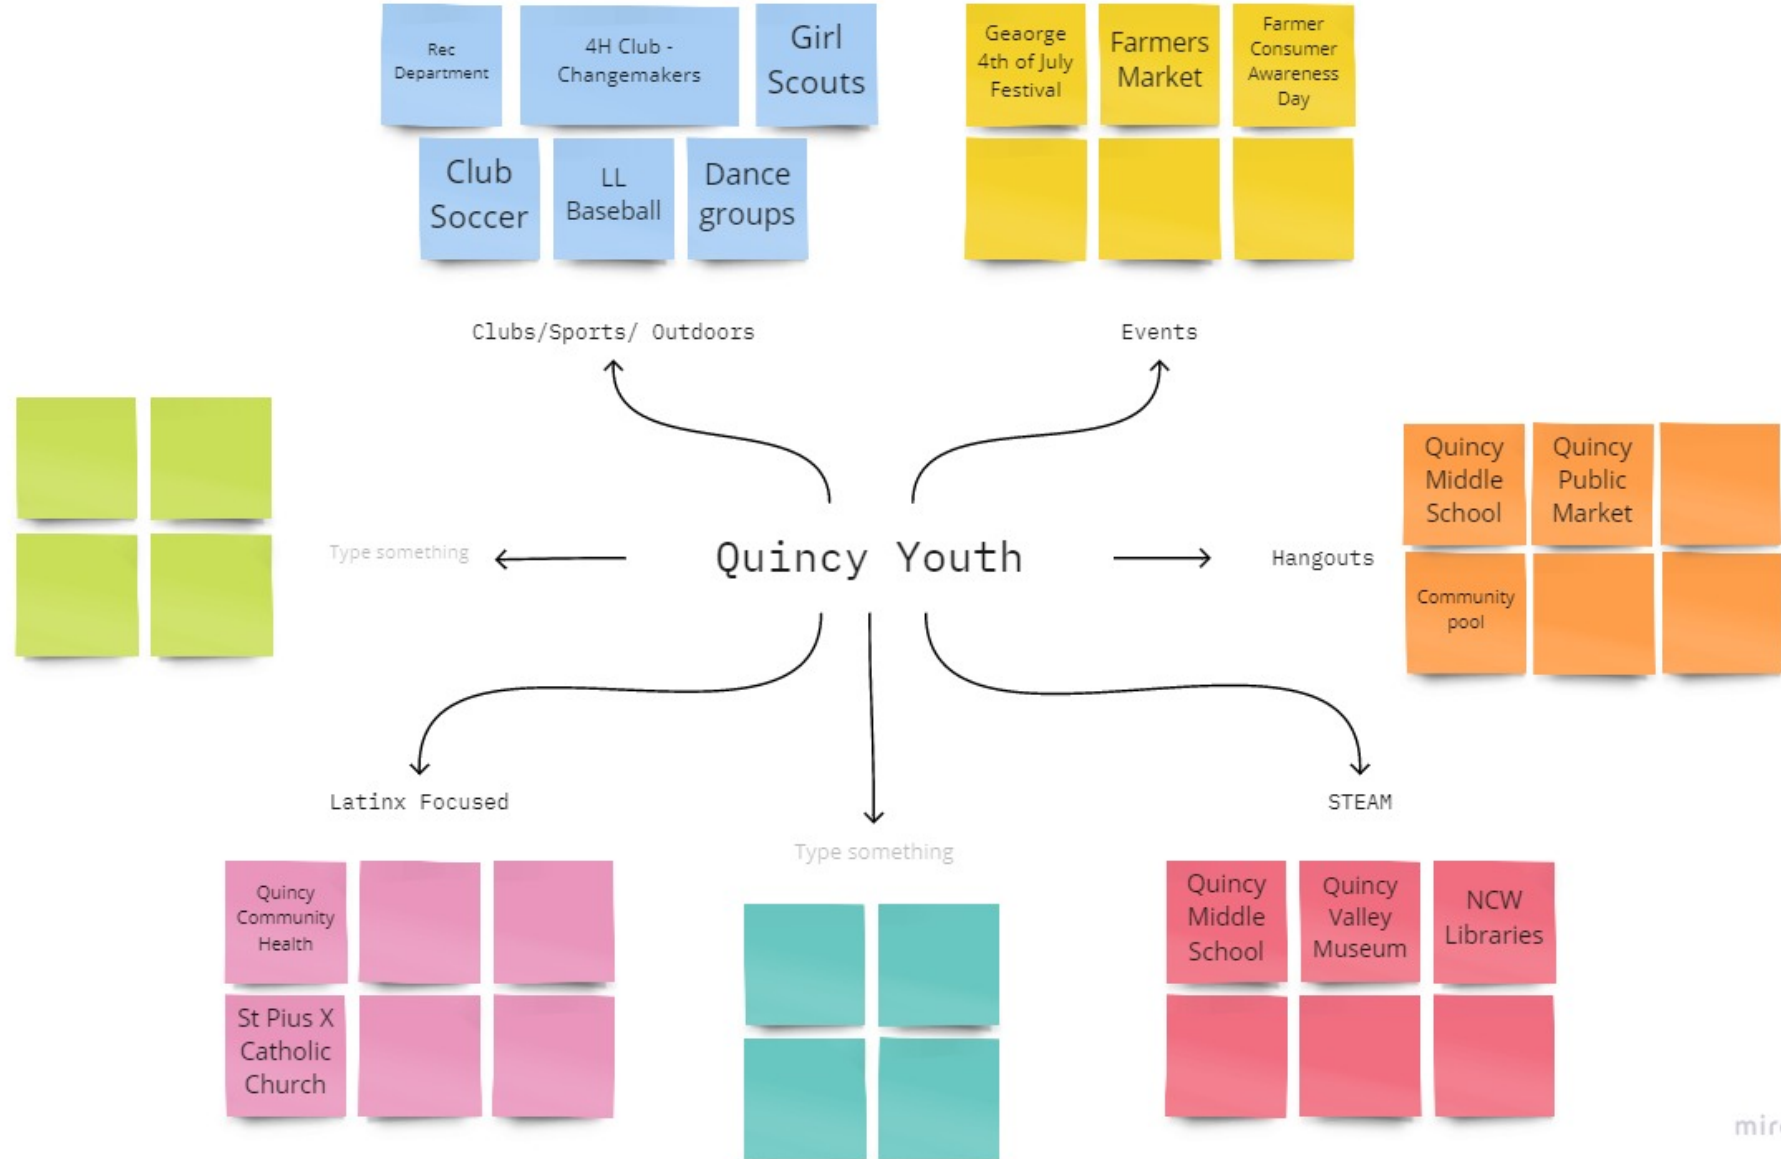 Rec
Department
4H Club -
Changemakers
Girl
Scouts
Club
Soccer
LL
Baseball
Dance
groups
Clubs/Sports/ Outdoors
Geaorge
4th of July
Festival
Farmers
Market
Farmer
Consumer
Awareness
Day
Events
Type something
Quincy Youth
Hangouts
Quincy
Middle
School
Quincy
Public
Market
Community
pool
Latinx Focused
Quincy
Community
Health
St Pius X
Catholic
Church
Type something
STEAM
Quincy
Middle
School
Quincy
Valley
Museum
NCW
Libraries